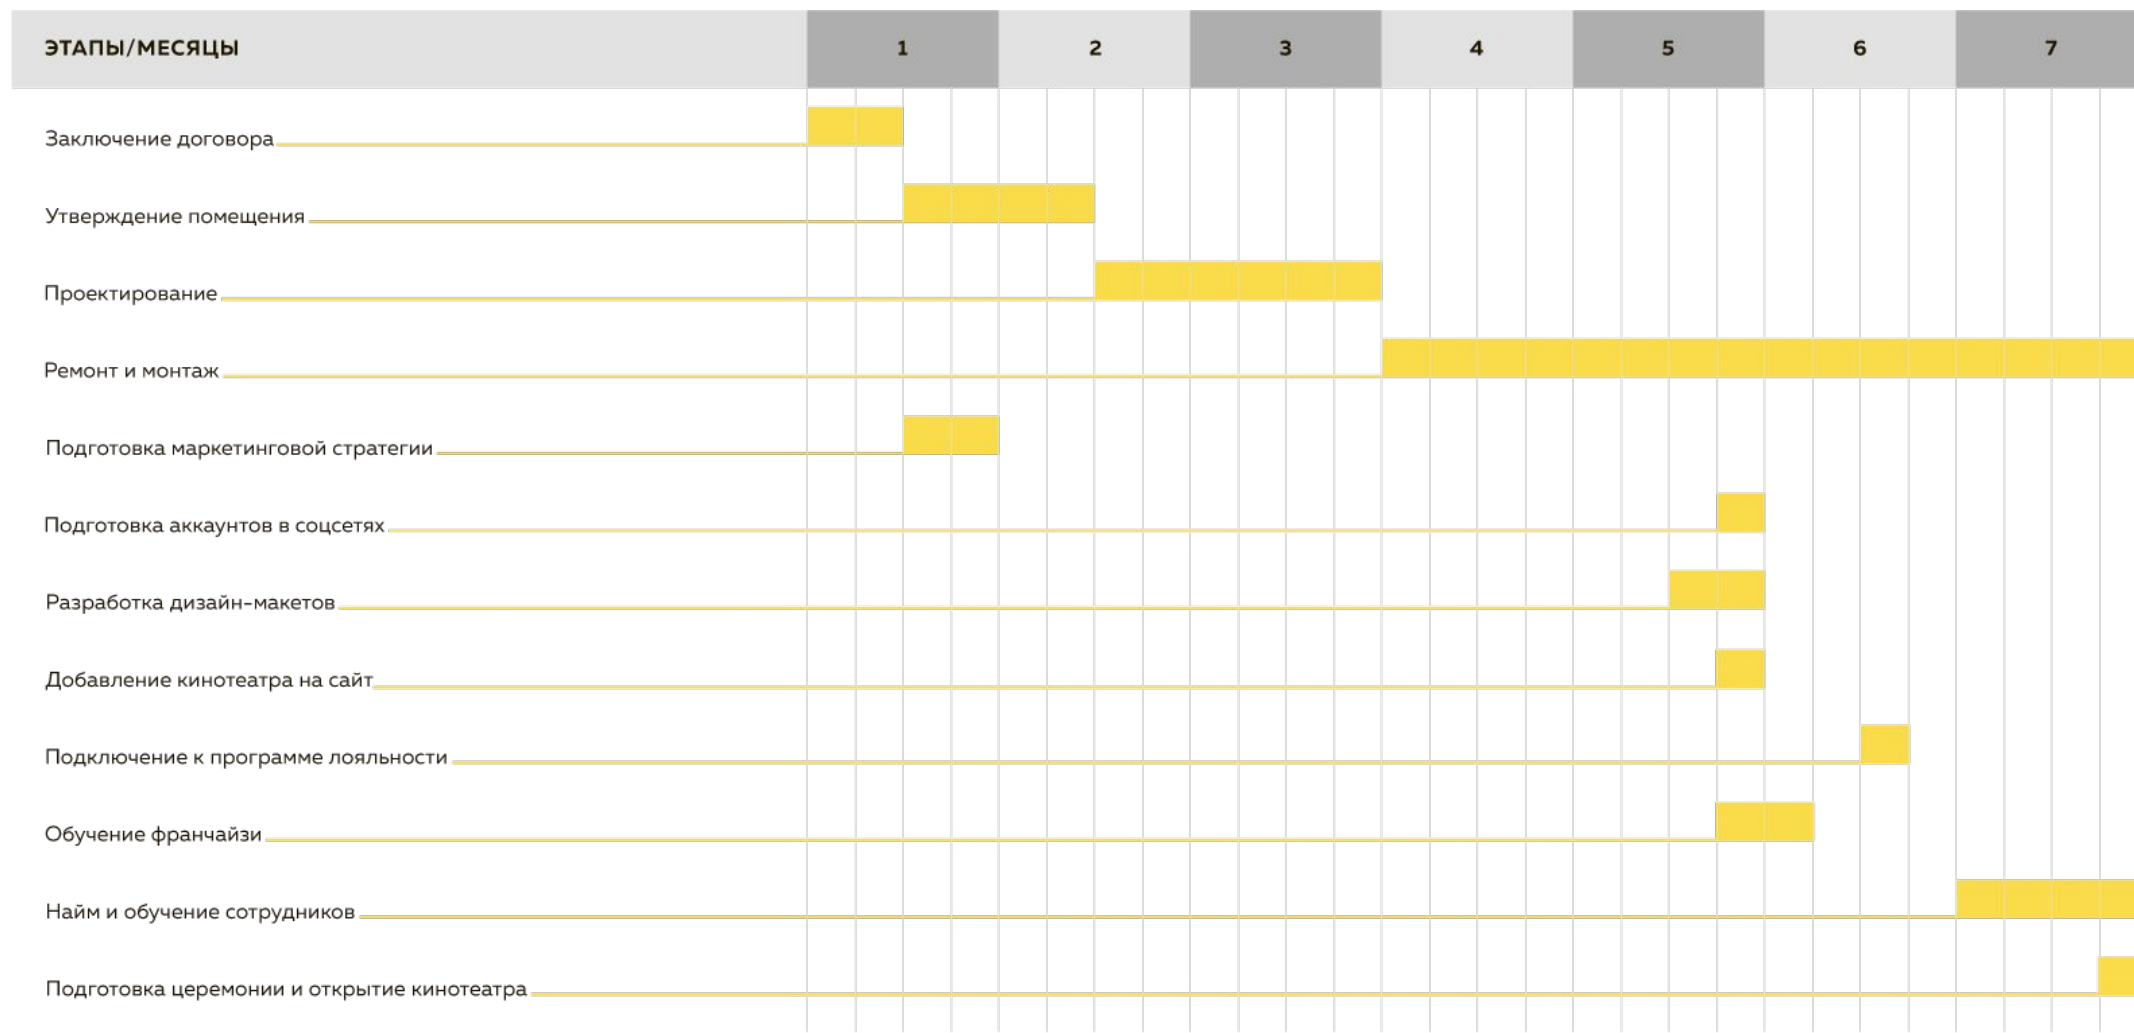 ЭТАПЫ/МЕСЯЦЫ 1 2 3 4 5 6 7
Заключение договора
Утверждение помещения
Проектирование
Ремонт и монтаж
Подготовка маркетинговой стратегии
Подготовка аккаунтов в соцсетях
Разработка дизайн-макетов
Добавление кинотеатра на сайт
Подключение к программе лояльности
Обучение франчайзи
Найм и обучение сотрудников
Подготовка церемонии и открытие кинотеатра